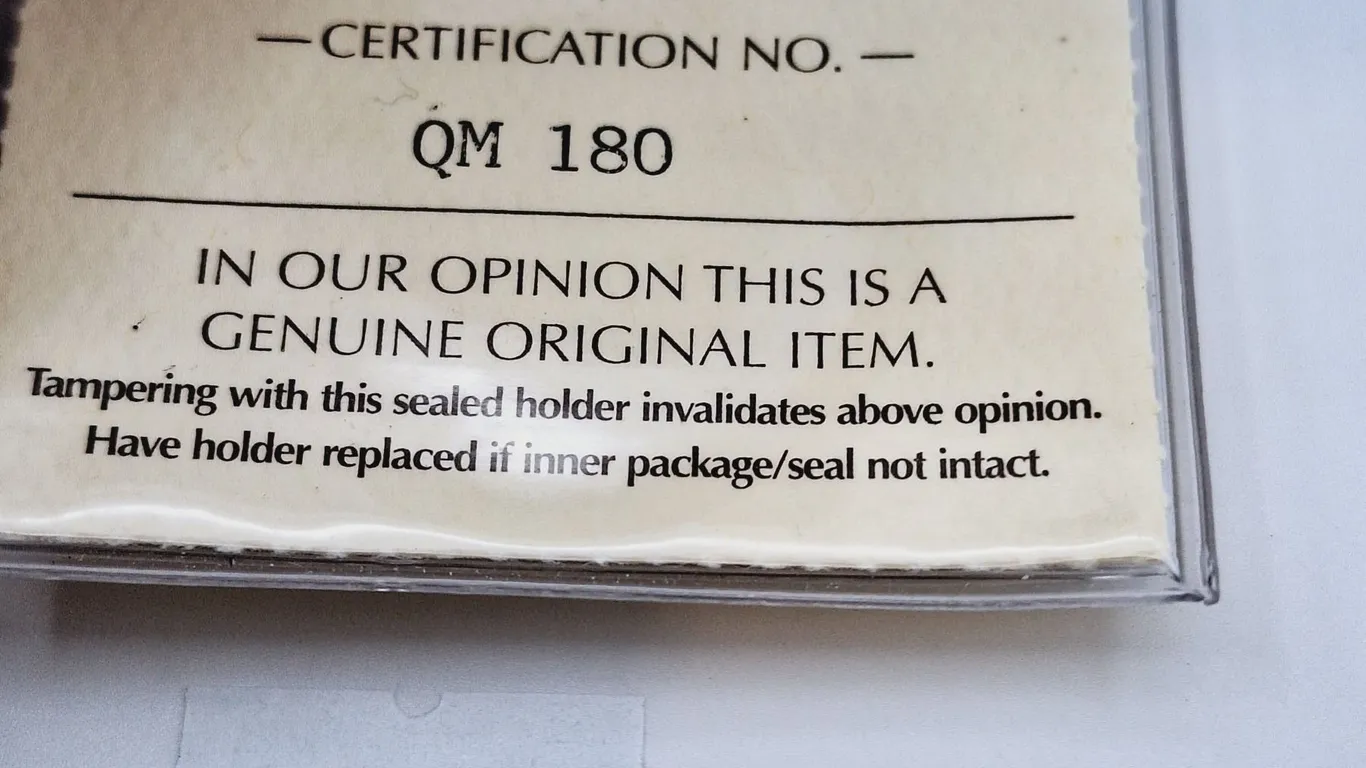 —CERTIFICATION NO. —
QM 180
IN OUR OPINION THIS IS A
GENUINE ORIGINAL ITEM.
Tampering with this sealed holder invalidates above opinion.
Have holder replaced if inner package/seal not intact.